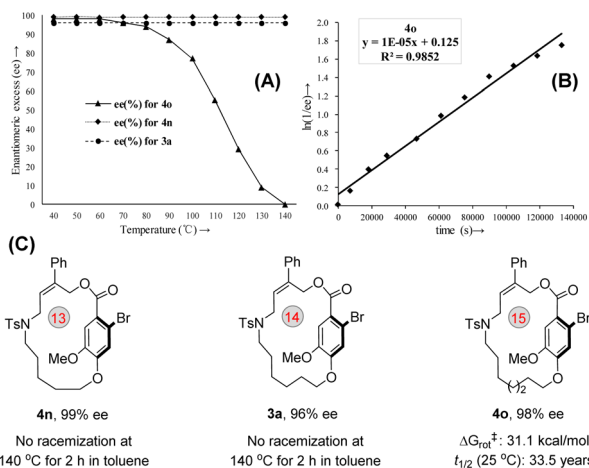 100
90
80
70
60
50
40
30
20
10
0
Enantiomeric excess (ee) →
ee(%) for 4o
ee(%) for 4n
ee(%) for 3a
(A)
40 50 60 70 80 90 100 110 120 130 140
Temperature (℃) →
2.0
1.8
1.6
1.4
1.2
1.0
0.8
0.6
0.4
0.2
0.0
ln(1/ee)→
4o
y = 1E-05x + 0.125
R² = 0.9852
(B)
0 20000 40000 60000 80000 100000 120000 140000
time (s)→
(C)
Ph
O
O
TsN
13
Br
MeO
O
4n, 99% ee
No racemization at
140 °C for 2 h in toluene
Ph
O
O
TsN
14
Br
MeO
O
3a, 96% ee
No racemization at
140 °C for 2 h in toluene
Ph
O
O
TsN
15
Br
MeO
( )2
O
4o, 98% ee
ΔGrot‡: 31.1 kcal/mol
t1/2 (25 °C): 33.5 years